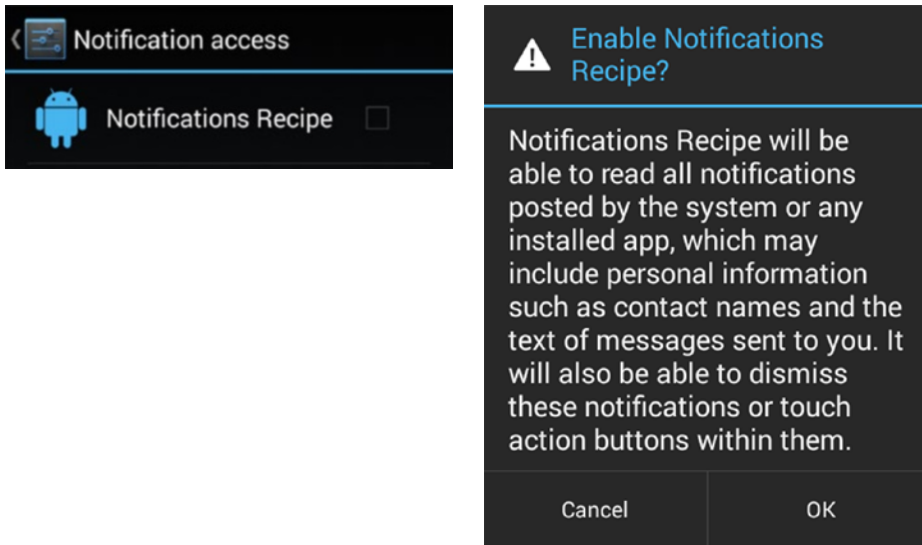 Notification access
Notifications Recipe
Enable Notifications
Recipe?
Notifications Recipe will be
able to read all notifications
posted by the system or any
installed app, which may
include personal information
such as contact names and the
text of messages sent to you. It
will also be able to dismiss
these notifications or touch
action buttons within them.
Cancel
OK